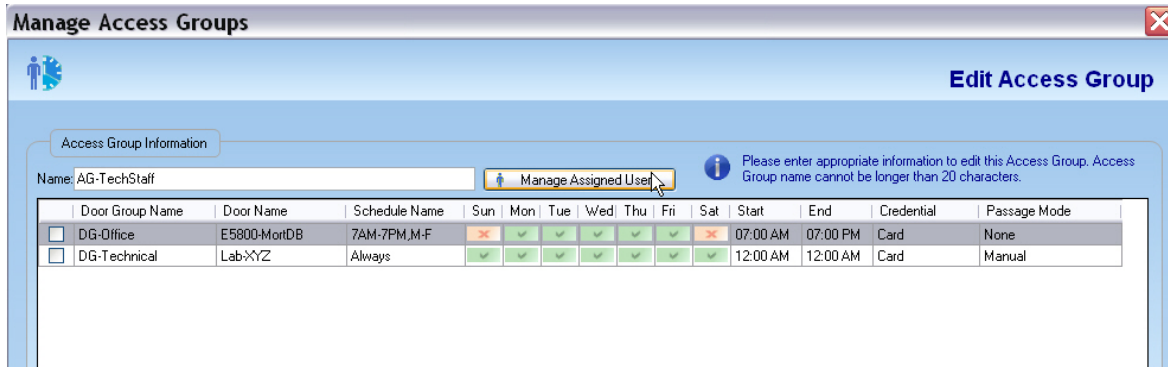 Manage Access Groups
Edit Access Group
Access Group Information
Name: AG-TechStaff
Manage Assigned User
Please enter appropriate information to edit this Access Group. Access
Group name cannot be longer than 20 characters.
Door Group Name Door Name Schedule Name Sun Mon Tue Wed Thu Fri Sat Start End Credential Passage Mode
DG-Office E5800-MortDB 7AM-7PM,M-F 07:00 AM 07:00 PM Card None
DG-Technical Lab-XYZ Always 12:00 AM 12:00 AM Card Manual